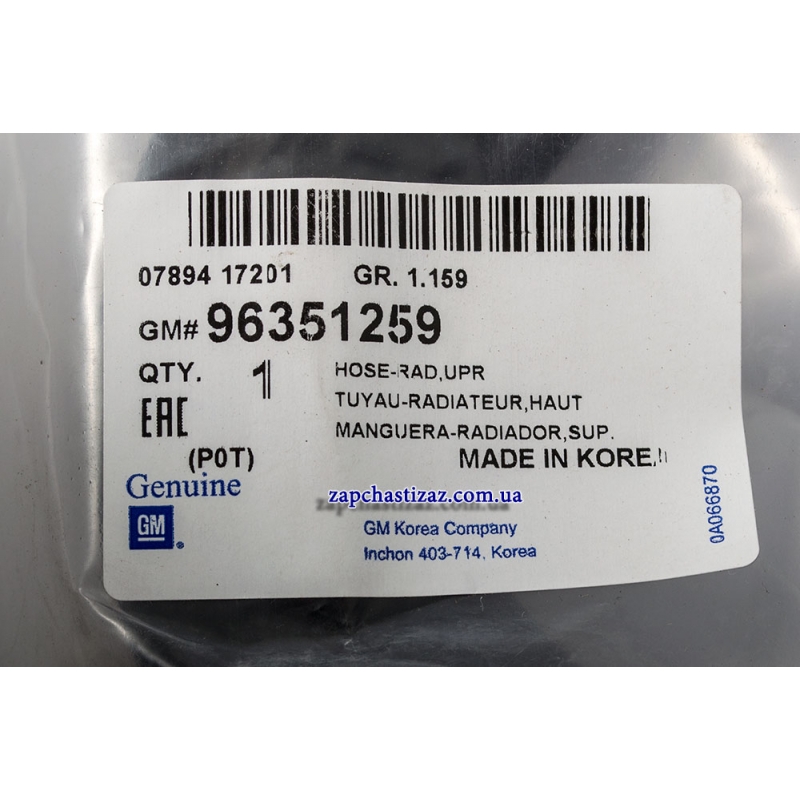 07894 17201 GR. 1.159
GM# 96351259
QTY. 1 HOSE-RAD,UPR
TUYAU-RADIATEUR,HAUT
EAC MANGUERA-RADIADOR,SUP.
(P0T) MADE IN KOREA
Genuine zapchastizaz.com.ua
GM GM Korea Company
Inchon 403-714, Korea
0A066870